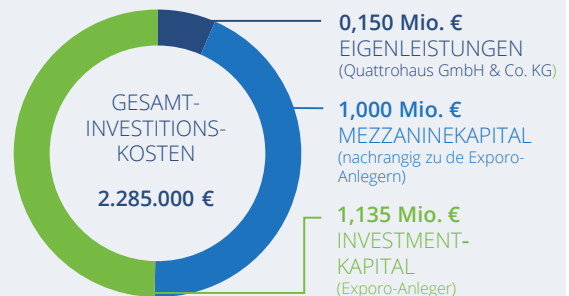 GESAMT-
INVESTITIONS-
KOSTEN
2.285.000 €
0,150 Mio. €
EIGENLEISTUNGEN
(Quattrohaus GmbH & Co. KG)
1,000 Mio. €
MEZZANINEKAPITAL
(nachrangig zu de Exporo-
Anlegern)
1,135 Mio. €
INVESTMENT-
KAPITAL
(Exporo-Anleger)